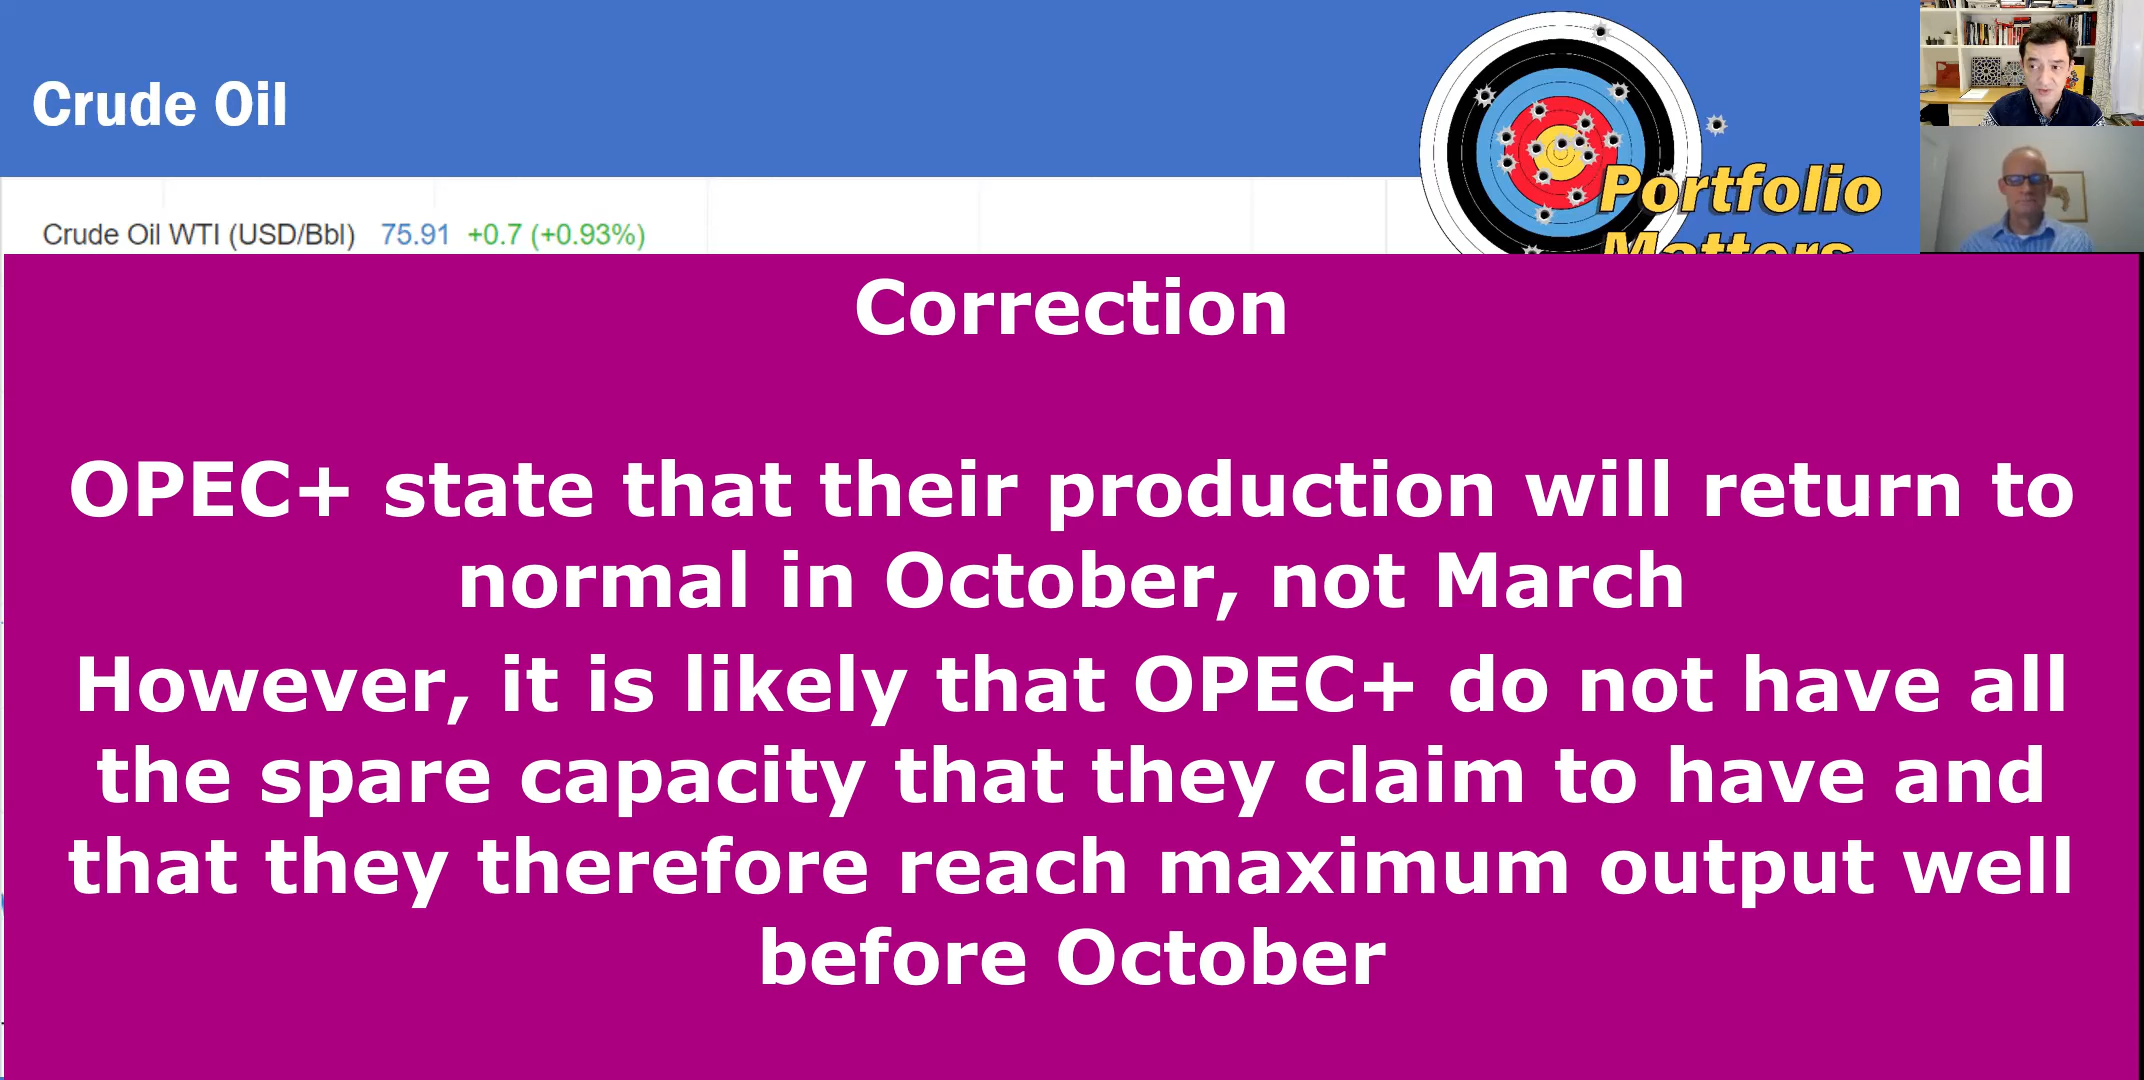 Crude Oil
Portfolio
Matters
Crude Oil WTI (USD/Bbl) 75.91 +0.7 (+0.93%)
Correction
OPEC+ state that their production will return to
normal in October, not March
However, it is likely that OPEC+ do not have all
the spare capacity that they claim to have and
that they therefore reach maximum output well
before October